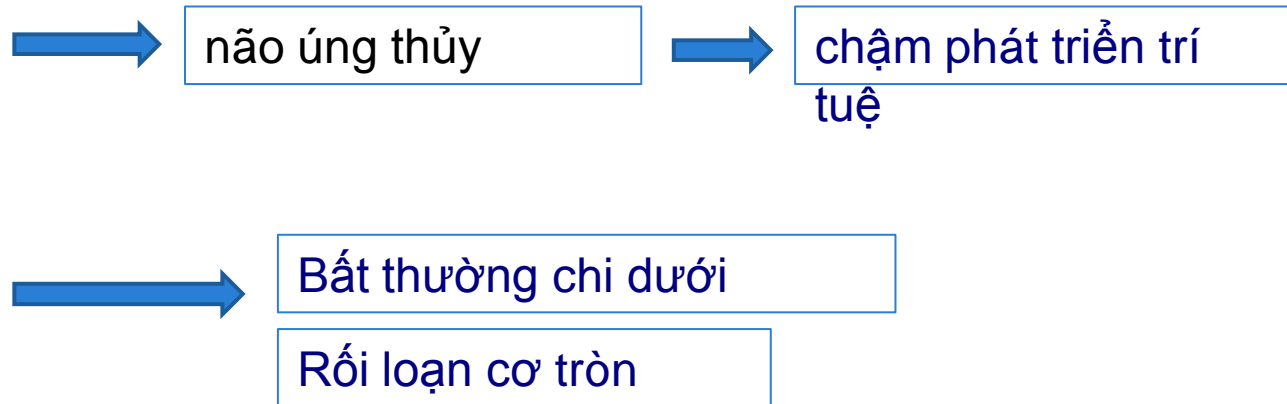 não úng thủy
chậm phát triển trí
tuệ
Bất thường chi dưới
Rối loạn cơ tròn